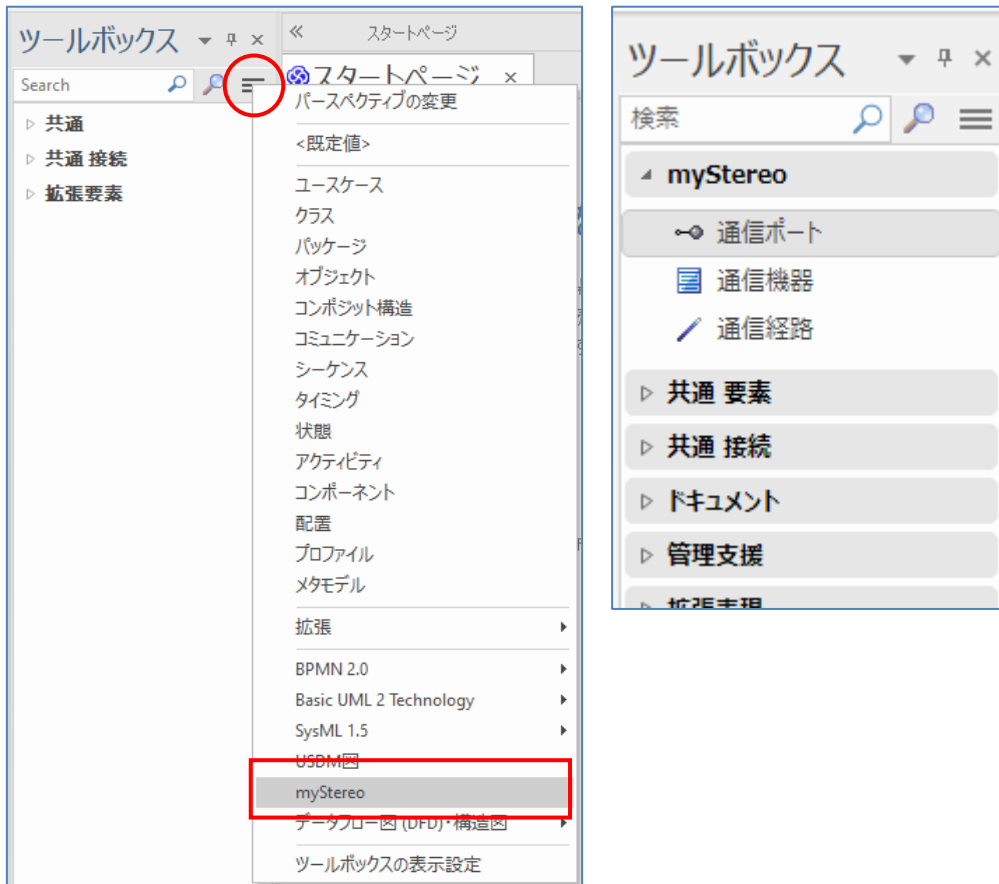 ツールボックス
Search
共通
共通 接続
拡張要素
スタートページ
スタートページ
パースペクティブの変更
<既定値>
ユースケース
クラス
パッケージ
オブジェクト
コンポジット構造
コミュニケーション
シーケンス
タイミング
状態
アクティビティ
コンポーネント
配置
プロファイル
メタモデル
拡張
BPMN 2.0
Basic UML 2 Technology
SysML 1.5
USDM図
myStereo
データフロー図 (DFD)・構造図
ツールボックスの表示設定
ツールボックス
検索
myStereo
通信ポート
通信機器
通信経路
共通 要素
共通 接続
ドキュメント
管理支援